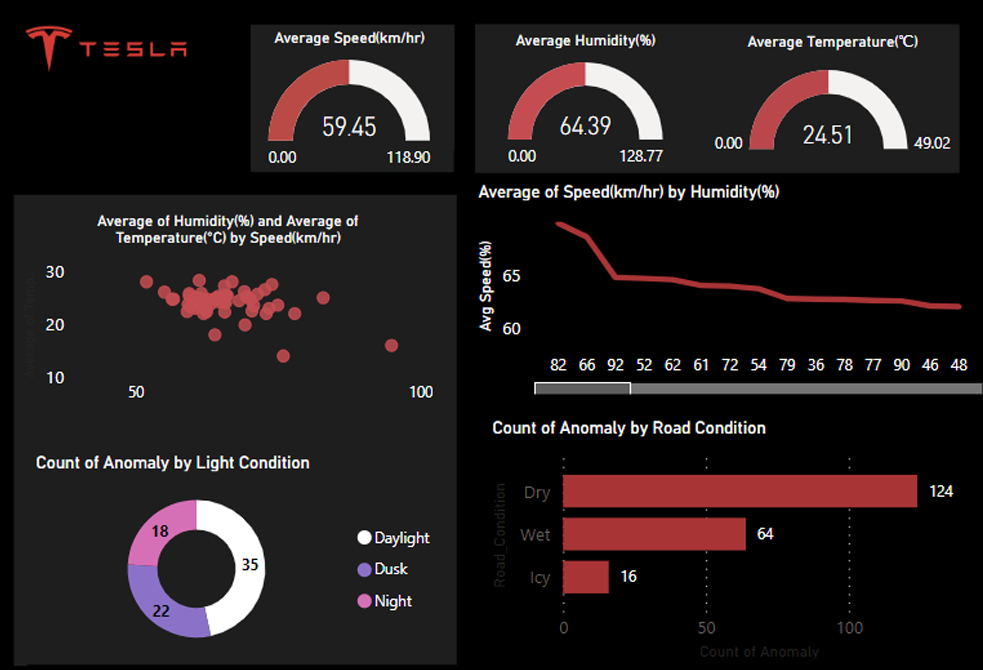 TESLA
Average Speed(km/hr)
59.45
0.00
118.90
Average Humidity(%)
64.39
0.00
128.77
Average Temperature(℃)
24.51
0.00
49.02
Average of Humidity(%) and Average of
Temperature(°C) by Speed(km/hr)
30
20
10
50
100
Average of Speed(km/hr) by Humidity(%)
Avg Speed(%)
65
60
82 66 92 52 62 61 72 54 79 36 78 77 90 46 48
Count of Anomaly by Light Condition
18
35
22
Daylight
Dusk
Night
Count of Anomaly by Road Condition
Road_Condition
Dry
124
Wet
64
Icy
16
0 50 100
Count of Anomaly